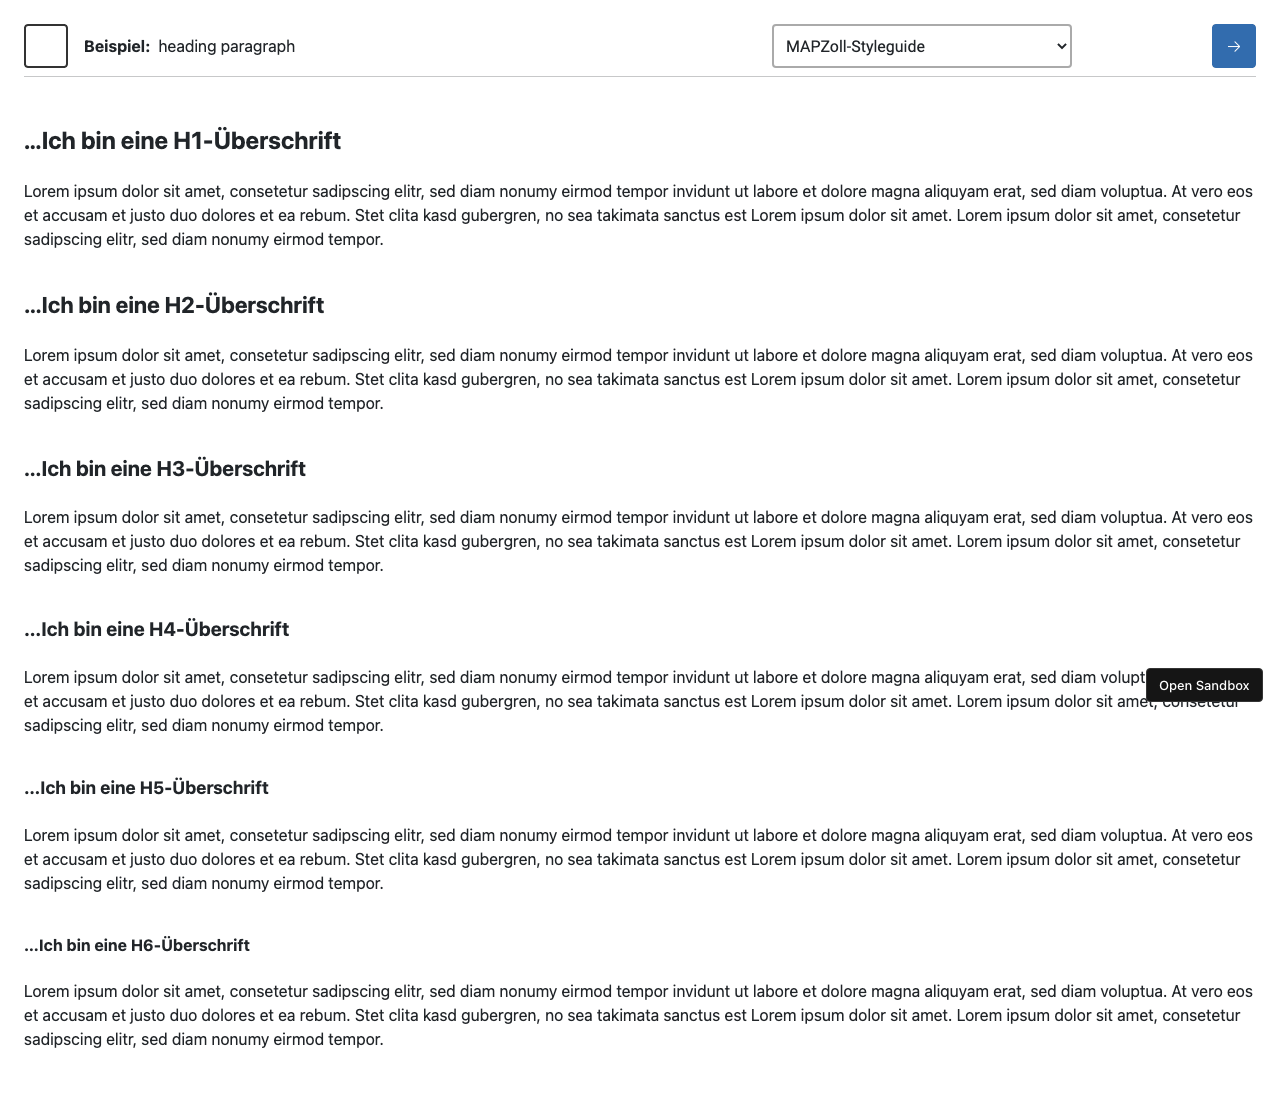 Beispiel: heading paragraph
MAPZoll-Styleguide
→
…Ich bin eine H1-Überschrift
Lorem ipsum dolor sit amet, consetetur sadipscing elitr, sed diam nonumy eirmod tempor invidunt ut labore et dolore magna aliquyam erat, sed diam voluptua. At vero eos
et accusam et justo duo dolores et ea rebum. Stet clita kasd gubergren, no sea takimata sanctus est Lorem ipsum dolor sit amet. Lorem ipsum dolor sit amet, consetetur
sadipscing elitr, sed diam nonumy eirmod tempor.
…Ich bin eine H2-Überschrift
Lorem ipsum dolor sit amet, consetetur sadipscing elitr, sed diam nonumy eirmod tempor invidunt ut labore et dolore magna aliquyam erat, sed diam voluptua. At vero eos
et accusam et justo duo dolores et ea rebum. Stet clita kasd gubergren, no sea takimata sanctus est Lorem ipsum dolor sit amet. Lorem ipsum dolor sit amet, consetetur
sadipscing elitr, sed diam nonumy eirmod tempor.
…Ich bin eine H3-Überschrift
Lorem ipsum dolor sit amet, consetetur sadipscing elitr, sed diam nonumy eirmod tempor invidunt ut labore et dolore magna aliquyam erat, sed diam voluptua. At vero eos
et accusam et justo duo dolores et ea rebum. Stet clita kasd gubergren, no sea takimata sanctus est Lorem ipsum dolor sit amet. Lorem ipsum dolor sit amet, consetetur
sadipscing elitr, sed diam nonumy eirmod tempor.
…Ich bin eine H4-Überschrift
Lorem ipsum dolor sit amet, consetetur sadipscing elitr, sed diam nonumy eirmod tempor invidunt ut labore et dolore magna aliquyam erat, sed diam volupt
Open Sandbox
et accusam et justo duo dolores et ea rebum. Stet clita kasd gubergren, no sea takimata sanctus est Lorem ipsum dolor sit amet. Lorem ipsum dolor sit amet, consetetur
sadipscing elitr, sed diam nonumy eirmod tempor.
…Ich bin eine H5-Überschrift
Lorem ipsum dolor sit amet, consetetur sadipscing elitr, sed diam nonumy eirmod tempor invidunt ut labore et dolore magna aliquyam erat, sed diam voluptua. At vero eos
et accusam et justo duo dolores et ea rebum. Stet clita kasd gubergren, no sea takimata sanctus est Lorem ipsum dolor sit amet. Lorem ipsum dolor sit amet, consetetur
sadipscing elitr, sed diam nonumy eirmod tempor.
…Ich bin eine H6-Überschrift
Lorem ipsum dolor sit amet, consetetur sadipscing elitr, sed diam nonumy eirmod tempor invidunt ut labore et dolore magna aliquyam erat, sed diam voluptua. At vero eos
et accusam et justo duo dolores et ea rebum. Stet clita kasd gubergren, no sea takimata sanctus est Lorem ipsum dolor sit amet. Lorem ipsum dolor sit amet, consetetur
sadipscing elitr, sed diam nonumy eirmod tempor.